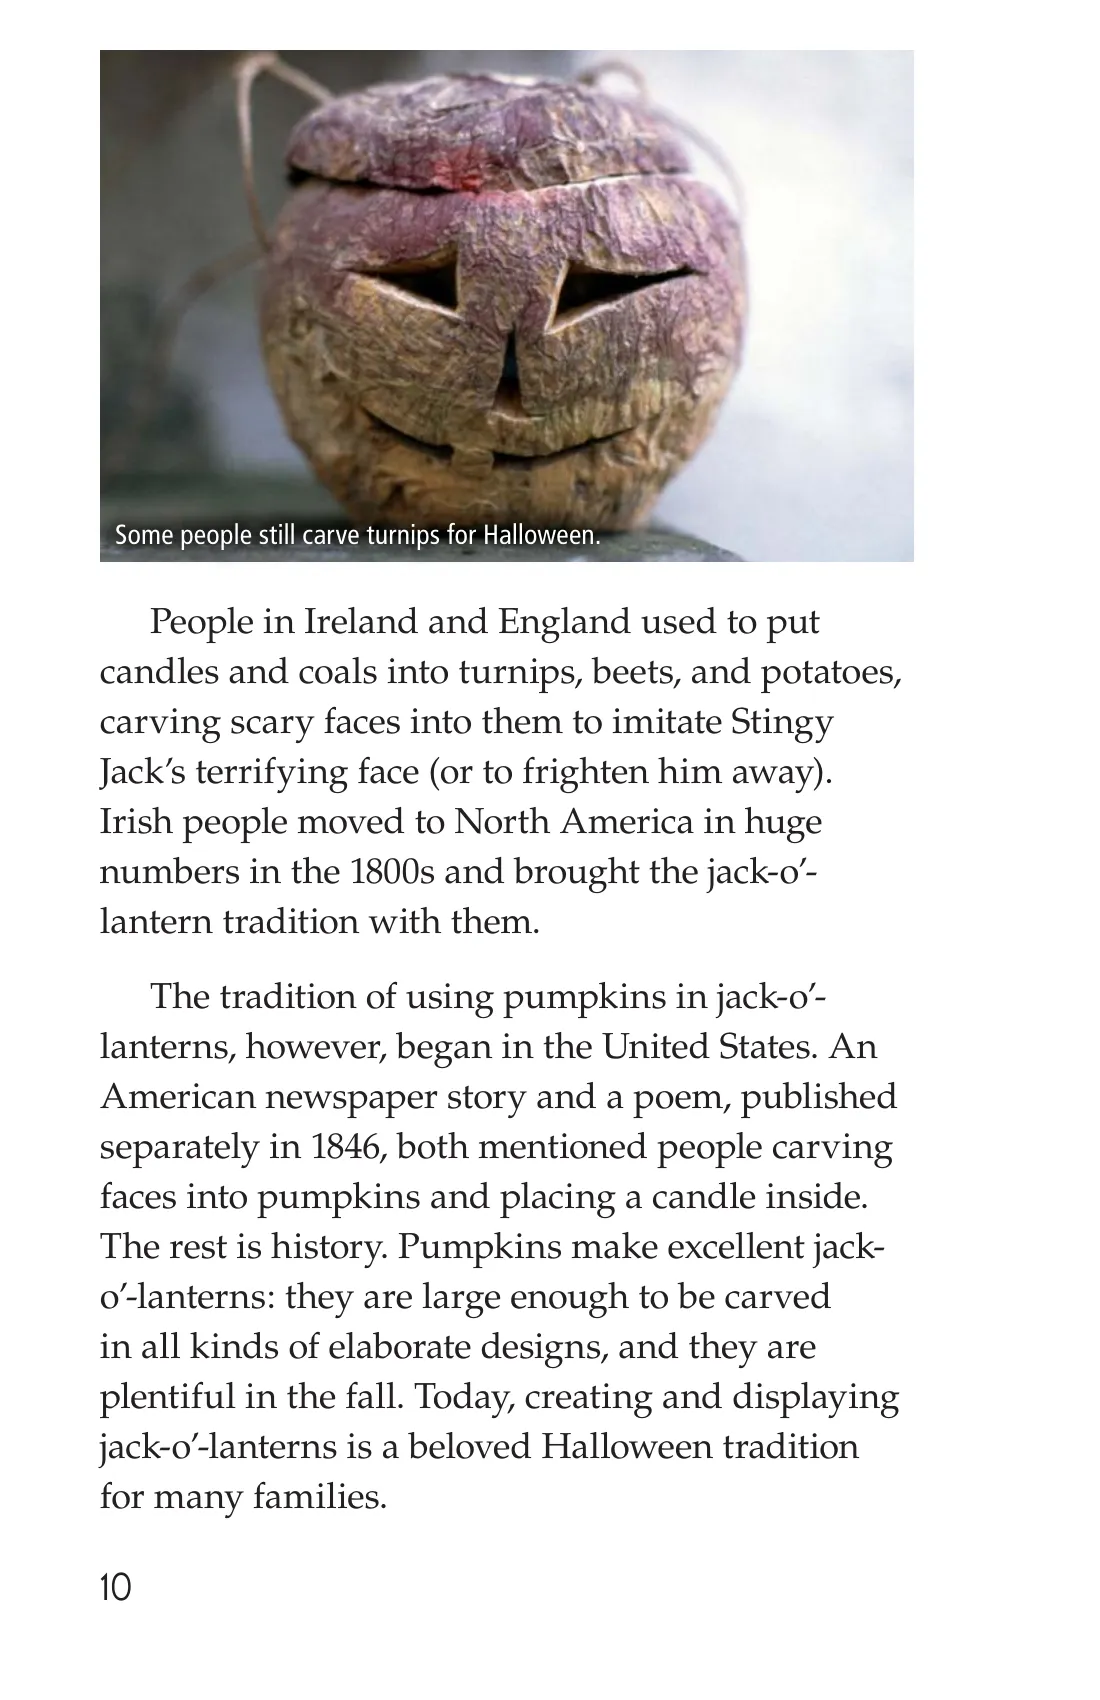 Some people still carve turnips for Halloween.
People in Ireland and England used to put
candles and coals into turnips, beets, and potatoes,
carving scary faces into them to imitate Stingy
Jack’s terrifying face (or to frighten him away).
Irish people moved to North America in huge
numbers in the 1800s and brought the jack-o’-
lantern tradition with them.
The tradition of using pumpkins in jack-o’-
lanterns, however, began in the United States. An
American newspaper story and a poem, published
separately in 1846, both mentioned people carving
faces into pumpkins and placing a candle inside.
The rest is history. Pumpkins make excellent jack-
o’-lanterns: they are large enough to be carved
in all kinds of elaborate designs, and they are
plentiful in the fall. Today, creating and displaying
jack-o’-lanterns is a beloved Halloween tradition
for many families.
10